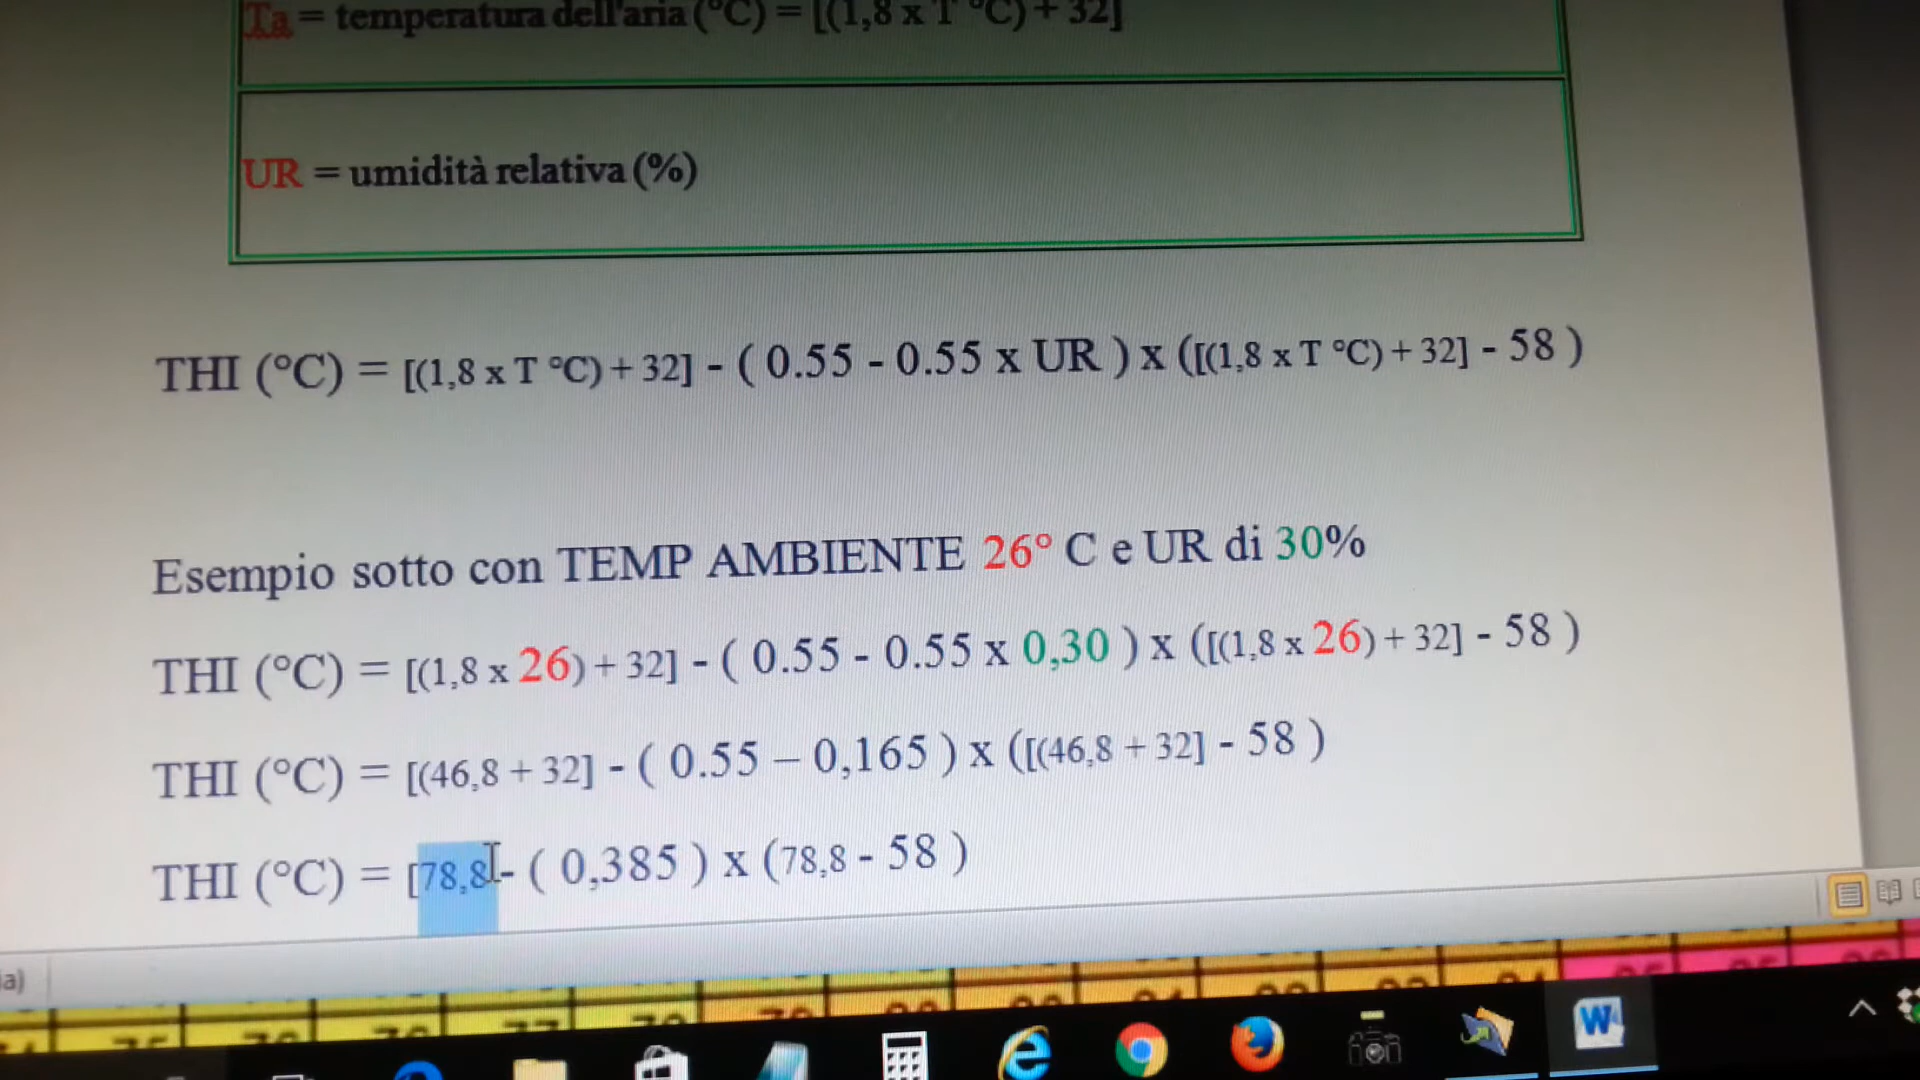 Ta = temperatura dell'aria (°C) = [(1,8 x T °C) + 32]
UR = umidità relativa (%)
THI (°C) = [(1,8 x T °C) + 32] - ( 0.55 - 0.55 x UR ) x ([(1,8 x T °C) + 32] - 58 )
Esempio sotto con TEMP AMBIENTE 26° C e UR di 30%
THI (°C) = [(1,8 x 26) + 32] - ( 0.55 - 0.55 x 0,30 ) x ([(1,8 x 26) + 32] - 58 )
THI (°C) = [(46,8 + 32] - ( 0.55 – 0,165 ) x ([(46,8 + 32] - 58 )
THI (°C) = [78,8 - ( 0,385 ) x (78,8 - 58 )
a)
W